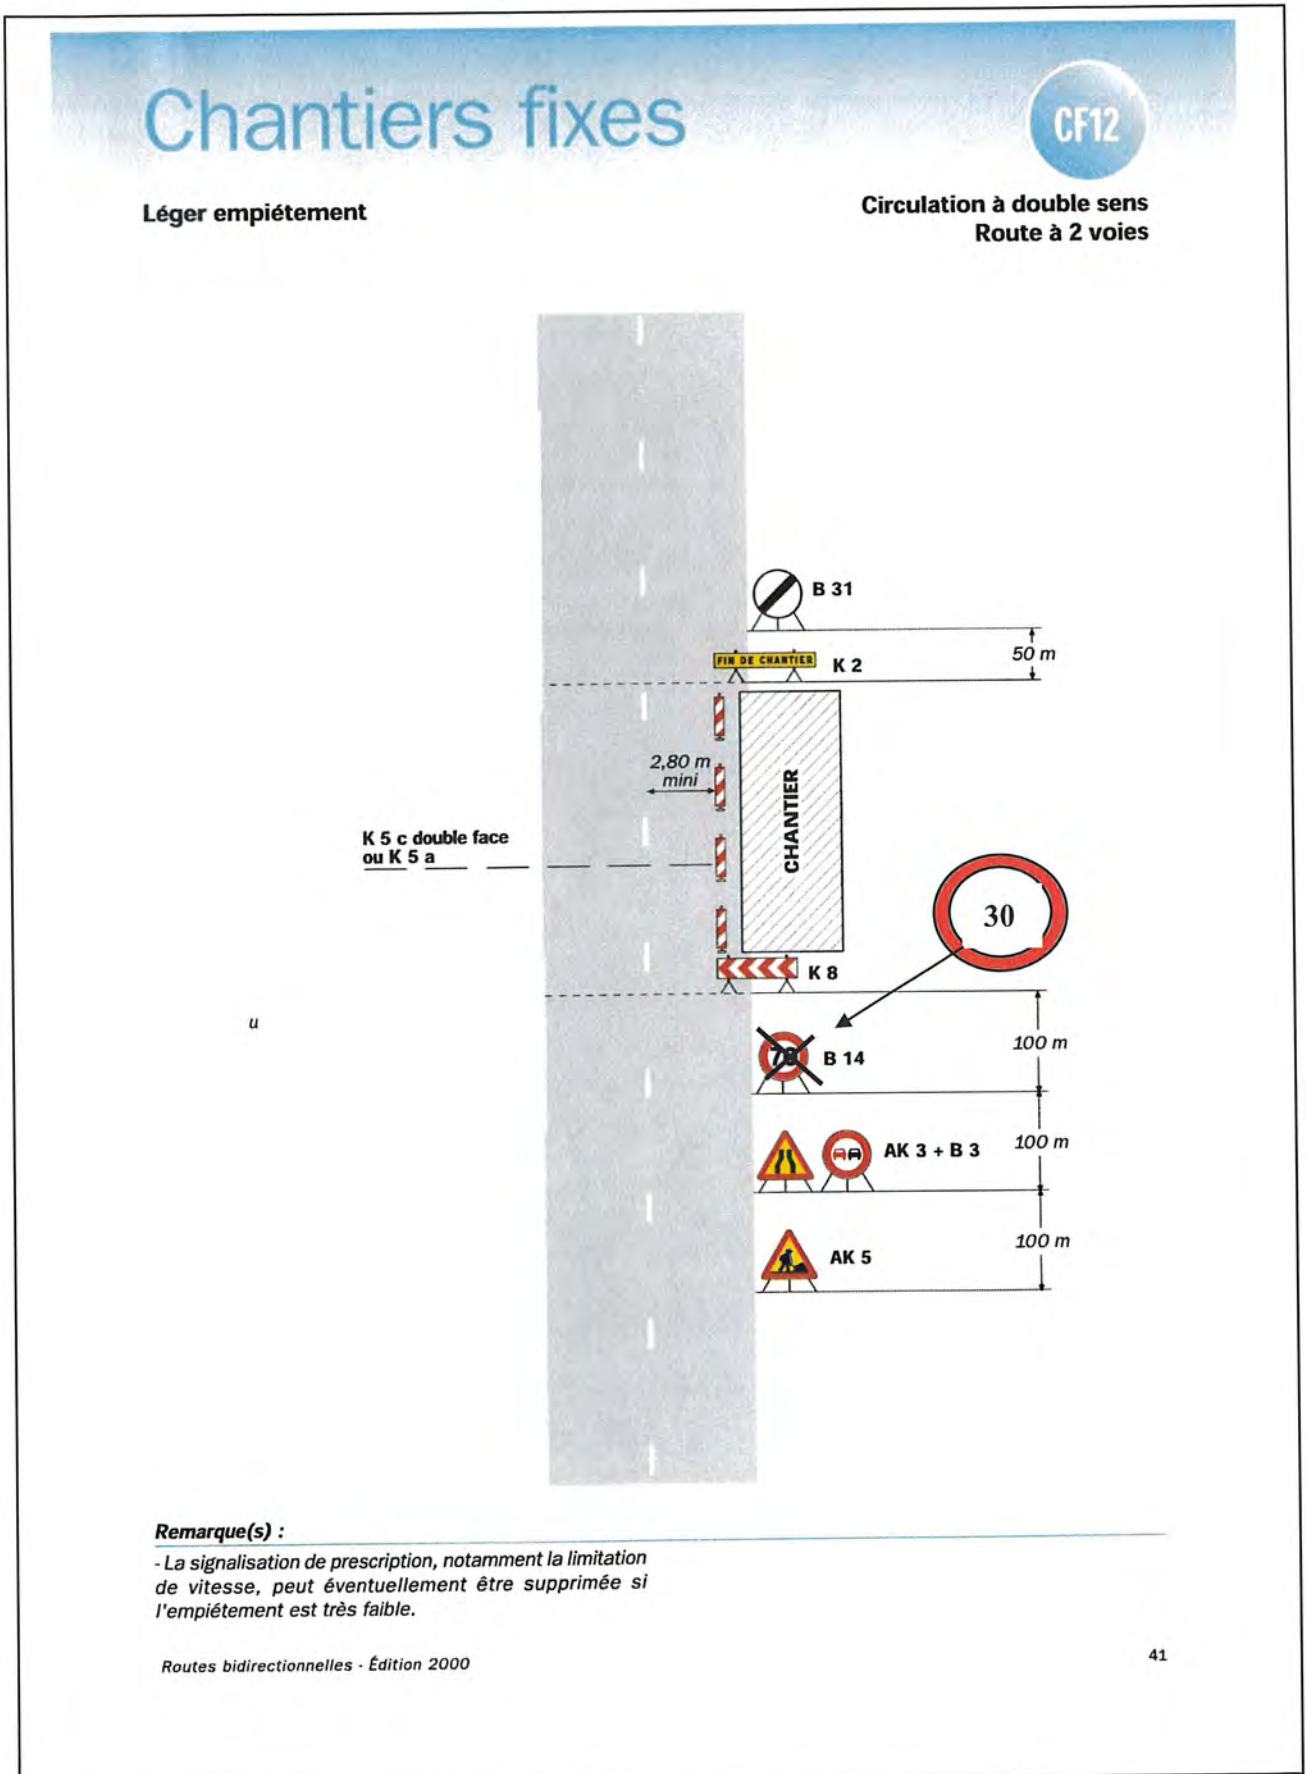 Chantiers fixes
CF12
Léger empiétement
Circulation à double sens
Route à 2 voies
B 31
50 m
FIN DE CHANTIER
K 2
2,80 m
mini
CHANTIER
K 5 c double face
ou K 5 a
30
K 8
u
100 m
70
B 14
100 m
AK 3 + B 3
100 m
AK 5
Remarque(s) :
- La signalisation de prescription, notamment la limitation
de vitesse, peut éventuellement être supprimée si
l'empiétement est très faible.
Routes bidirectionnelles - Édition 2000
41